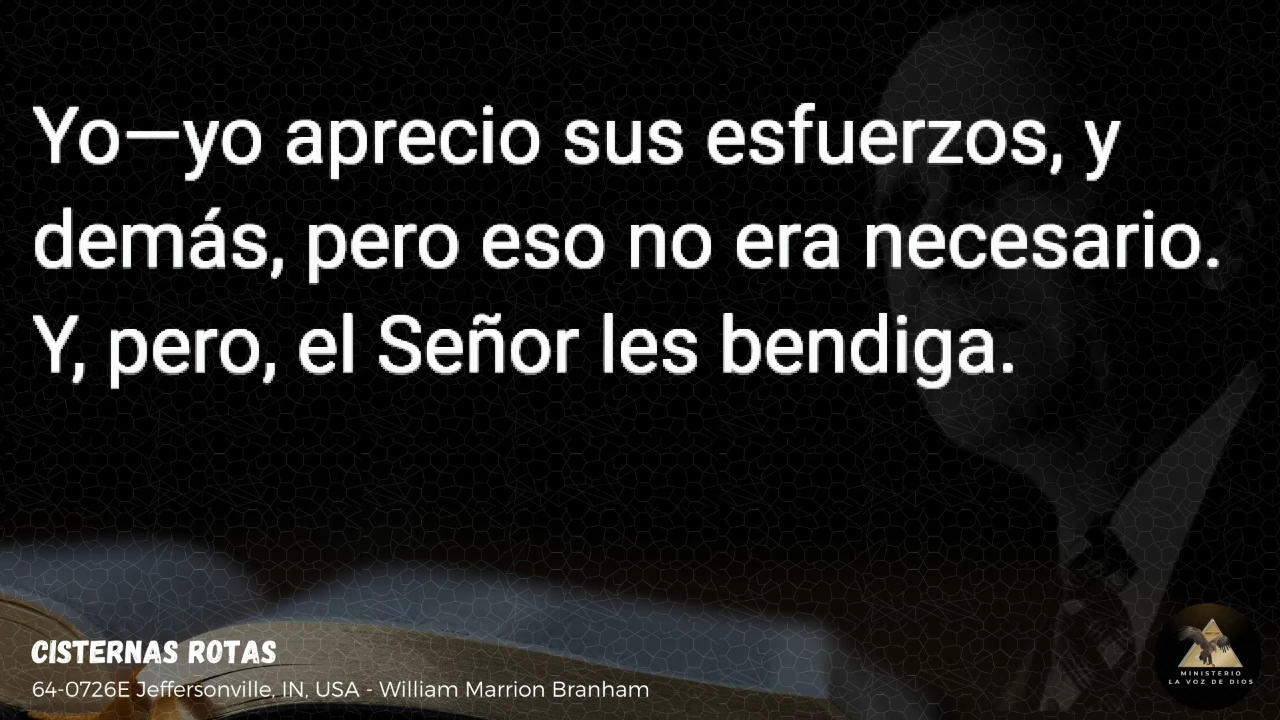 Yo—yo aprecio sus esfuerzos, y
demás, pero eso no era necesario.
Y, pero, el Señor les bendiga.
CISTERNAS ROTAS
64-0726E Jeffersonville, IN, USA - William Marrion Branham
MINISTERIO
LA VOZ DE DIOS